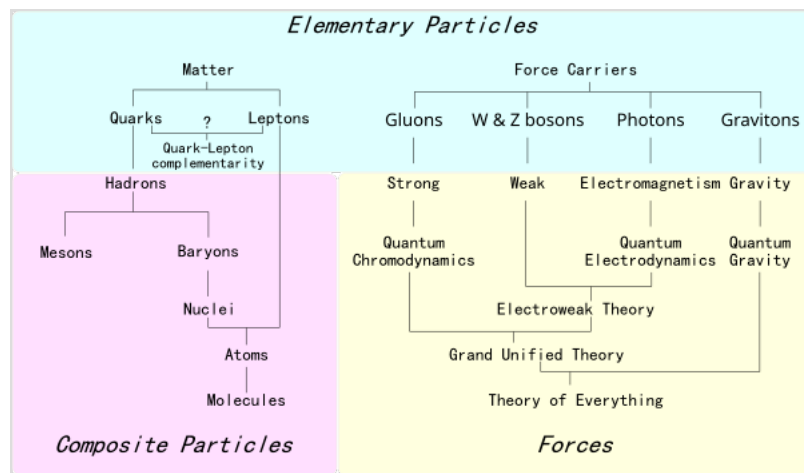 Elementary Particles
Matter
Force Carriers
Quarks
?
Leptons
Gluons
W & Z bosons
Photons
Gravitons
Quark-Lepton
complementarity
Hadrons
Strong
Weak
Electromagnetism
Gravity
Mesons
Baryons
Quantum
Chromodynamics
Quantum
Electrodynamics
Quantum
Gravity
Nuclei
Electroweak Theory
Atoms
Grand Unified Theory
Molecules
Theory of Everything
Composite Particles
Forces